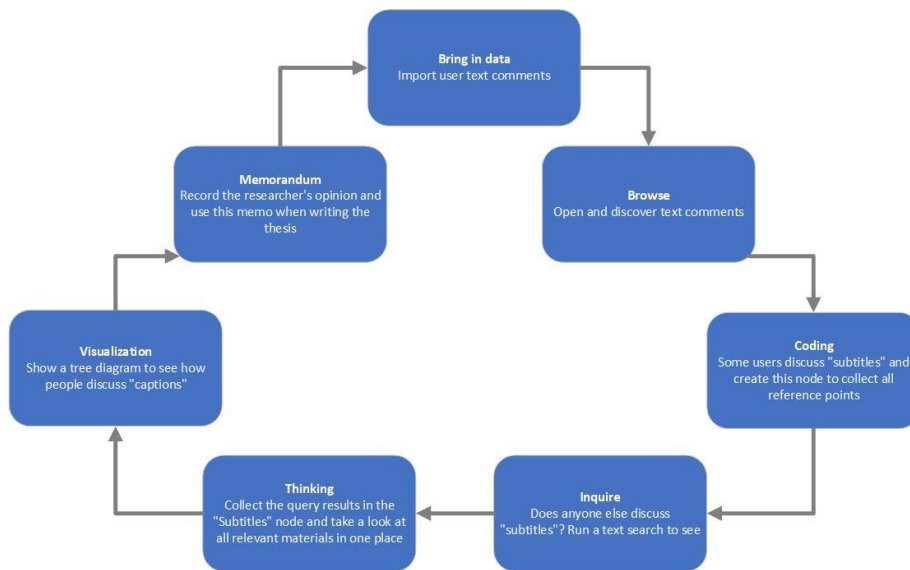 Bring in data
Import user text comments
Browse
Open and discover text comments
Coding
Some users discuss "subtitles" and
create this node to collect all
reference points
Inquire
Does anyone else discuss
"subtitles"? Run a text search to see
Thinking
Collect the query results in the
"Subtitles" node and take a look at
all relevant materials in one place
Visualization
Show a tree diagram to see how
people discuss "captions"
Memorandum
Record the researcher's opinion and
use this memo when writing the
thesis